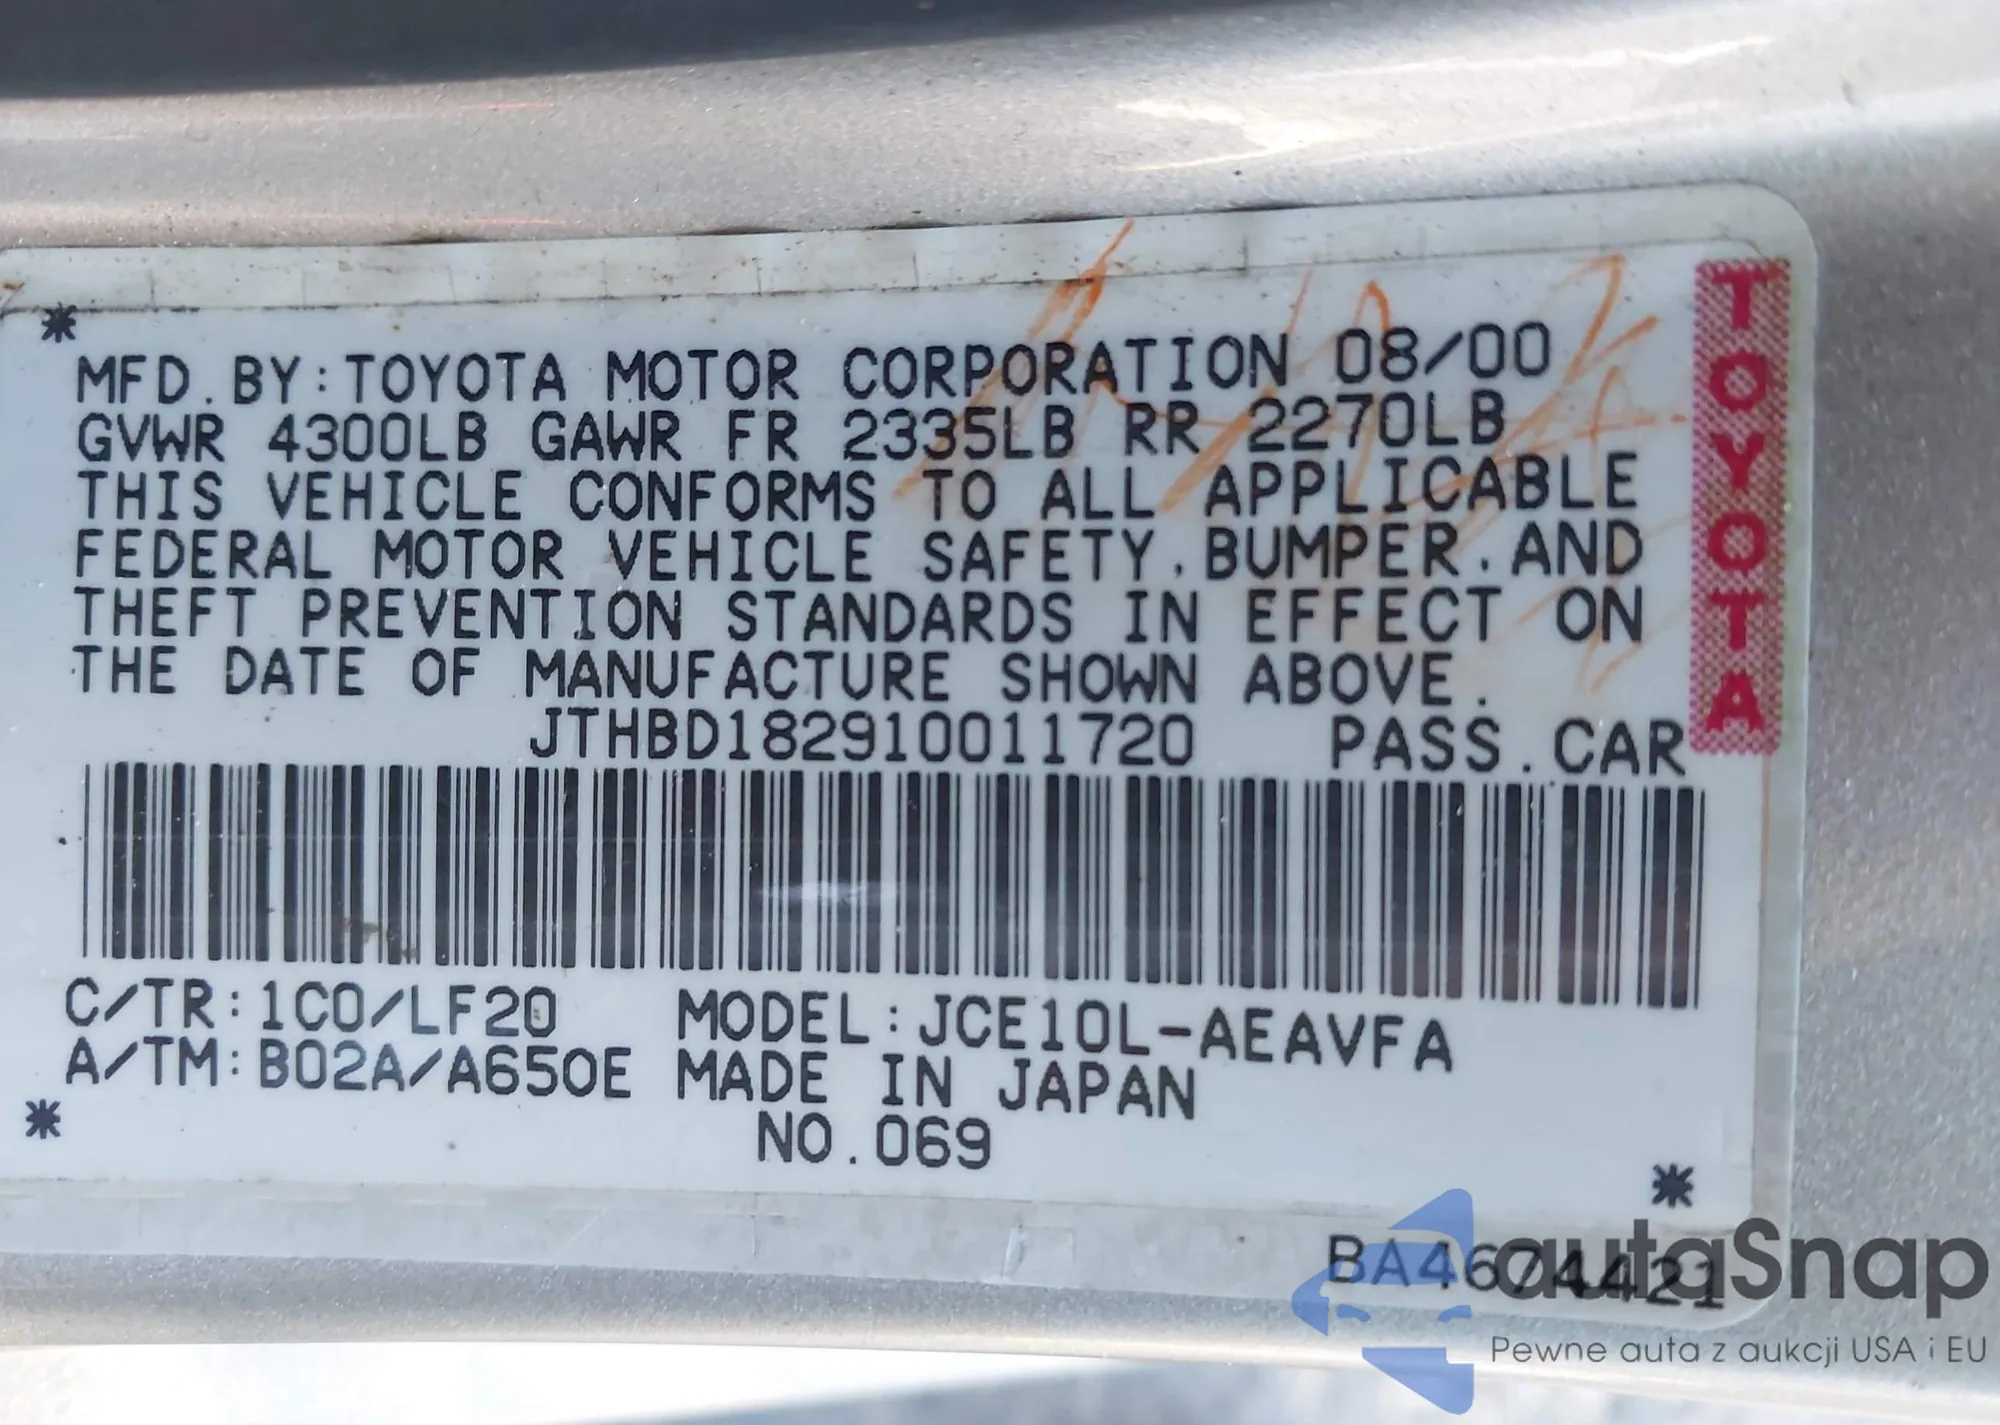 MFD. BY: TOYOTA MOTOR CORPORATION 08/00
GVWR 4300LB GAWR FR 2335LB RR 2270LB
THIS VEHICLE CONFORMS TO ALL APPLICABLE
FEDERAL MOTOR VEHICLE SAFETY, BUMPER, AND
THEFT PREVENTION STANDARDS IN EFFECT ON
THE DATE OF MANUFACTURE SHOWN ABOVE.
JTHBD182910011720 PASS. CAR
C/TR: 1C0/LF20 MODEL: JCE10L-AEAVFA
A/TM: B02A/A650E MADE IN JAPAN
NO. 069
TOYOTA
BA4674421
autaSnap
Pewne auta z aukcji USA i EU